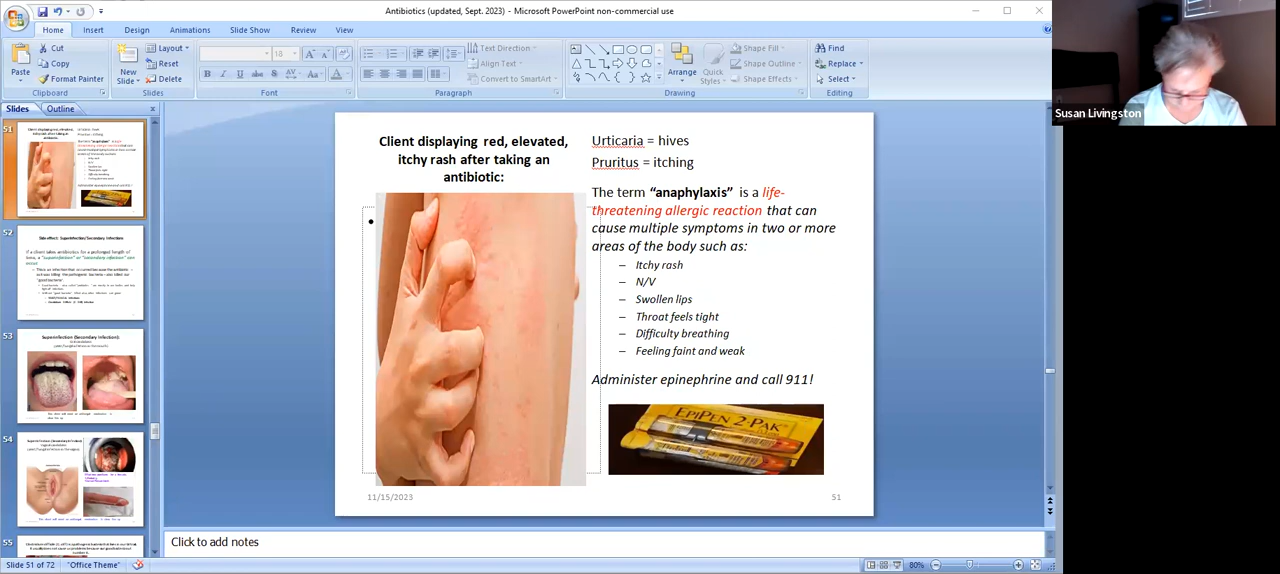 Antibiotics (updated, Sept. 2023) - Microsoft PowerPoint non-commercial use
Home Insert Design Animations Slide Show Review View
Cut
Copy
Format Painter
Paste
Clipboard
New
Slide
Layout
Reset
Delete
Slides
18
Font
Text Direction
Align Text
Convert to SmartArt
Paragraph
Arrange
Quick
Styles
Shape Fill
Shape Outline
Shape Effects
Drawing
Find
Replace
Select
Editing
Susan Livingston
Slides Outline
51
52
53
54
55
Client displaying red, elevated,
itchy rash after taking an
antibiotic:
Urticaria = hives
Pruritus = itching
The term “anaphylaxis” is a life-
threatening allergic reaction that can
cause multiple symptoms in two or more
areas of the body such as:
– Itchy rash
– N/V
– Swollen lips
– Throat feels tight
– Difficulty breathing
– Feeling faint and weak
Administer epinephrine and call 911!
EPIPEN 2-PAK
11/15/2023
51
Click to add notes
Slide 51 of 72
"Office Theme"
80%